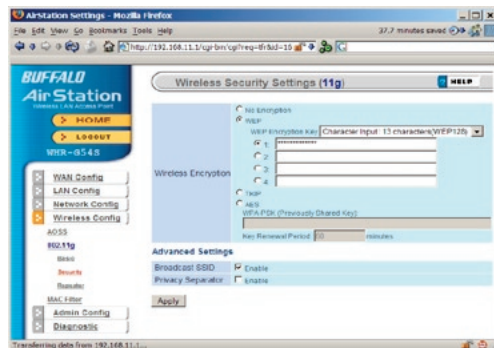 AirStation Settings - Mozilla Firefox
File Edit View Go Bookmarks Tools Help
37,7 minutes saved
http://192.168.11.1/cgi-bin/cgi?req=tfr&id=16
BUFFALO
AirStation
Wireless LAN Access Point
HOME
LOGOUT
WHR-G54S
WAN Config
LAN Config
Network Config
Wireless Config
AOSS
802.11g
Basic
Security
Repeater
MAC Filter
Admin Config
Diagnostic
Wireless Security Settings (11g)
HELP
Wireless Encryption
No Encryption
WEP
WEP Encryption Key Character Input: 13 characters(WEP128)
1: *************
2:
3:
4:
TKIP
AES
WPA-PSK (Previously Shared Key):
Key Renewal Period: 60 minutes
Advanced Settings
Broadcast SSID Enable
Privacy Separator Enable
Apply
Transferring data from 192.168.11.1...